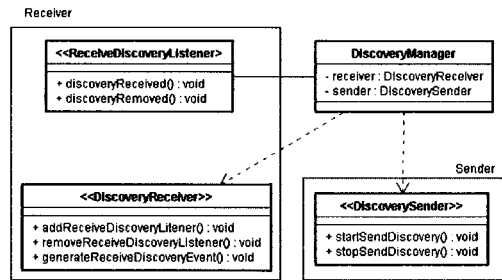 Receiver
<<ReceiveDiscoveryListener>
+ discoveryReceived() : void
+ discoveryRemoved() : void
DiscoveryManager
- receiver : DiscoveryReceiver
- sender : DiscoverySender
<<DiscoveryReceiver>>
+ addReceiveDiscoveryLitener() : void
+ removeReceiveDiscoveryListener() : void
+ generateReceiveDiscoveryEvent() : void
Sender
<<DiscoverySender>>
+ startSendDiscovery() : void
+ stopSendDiscovery() : void